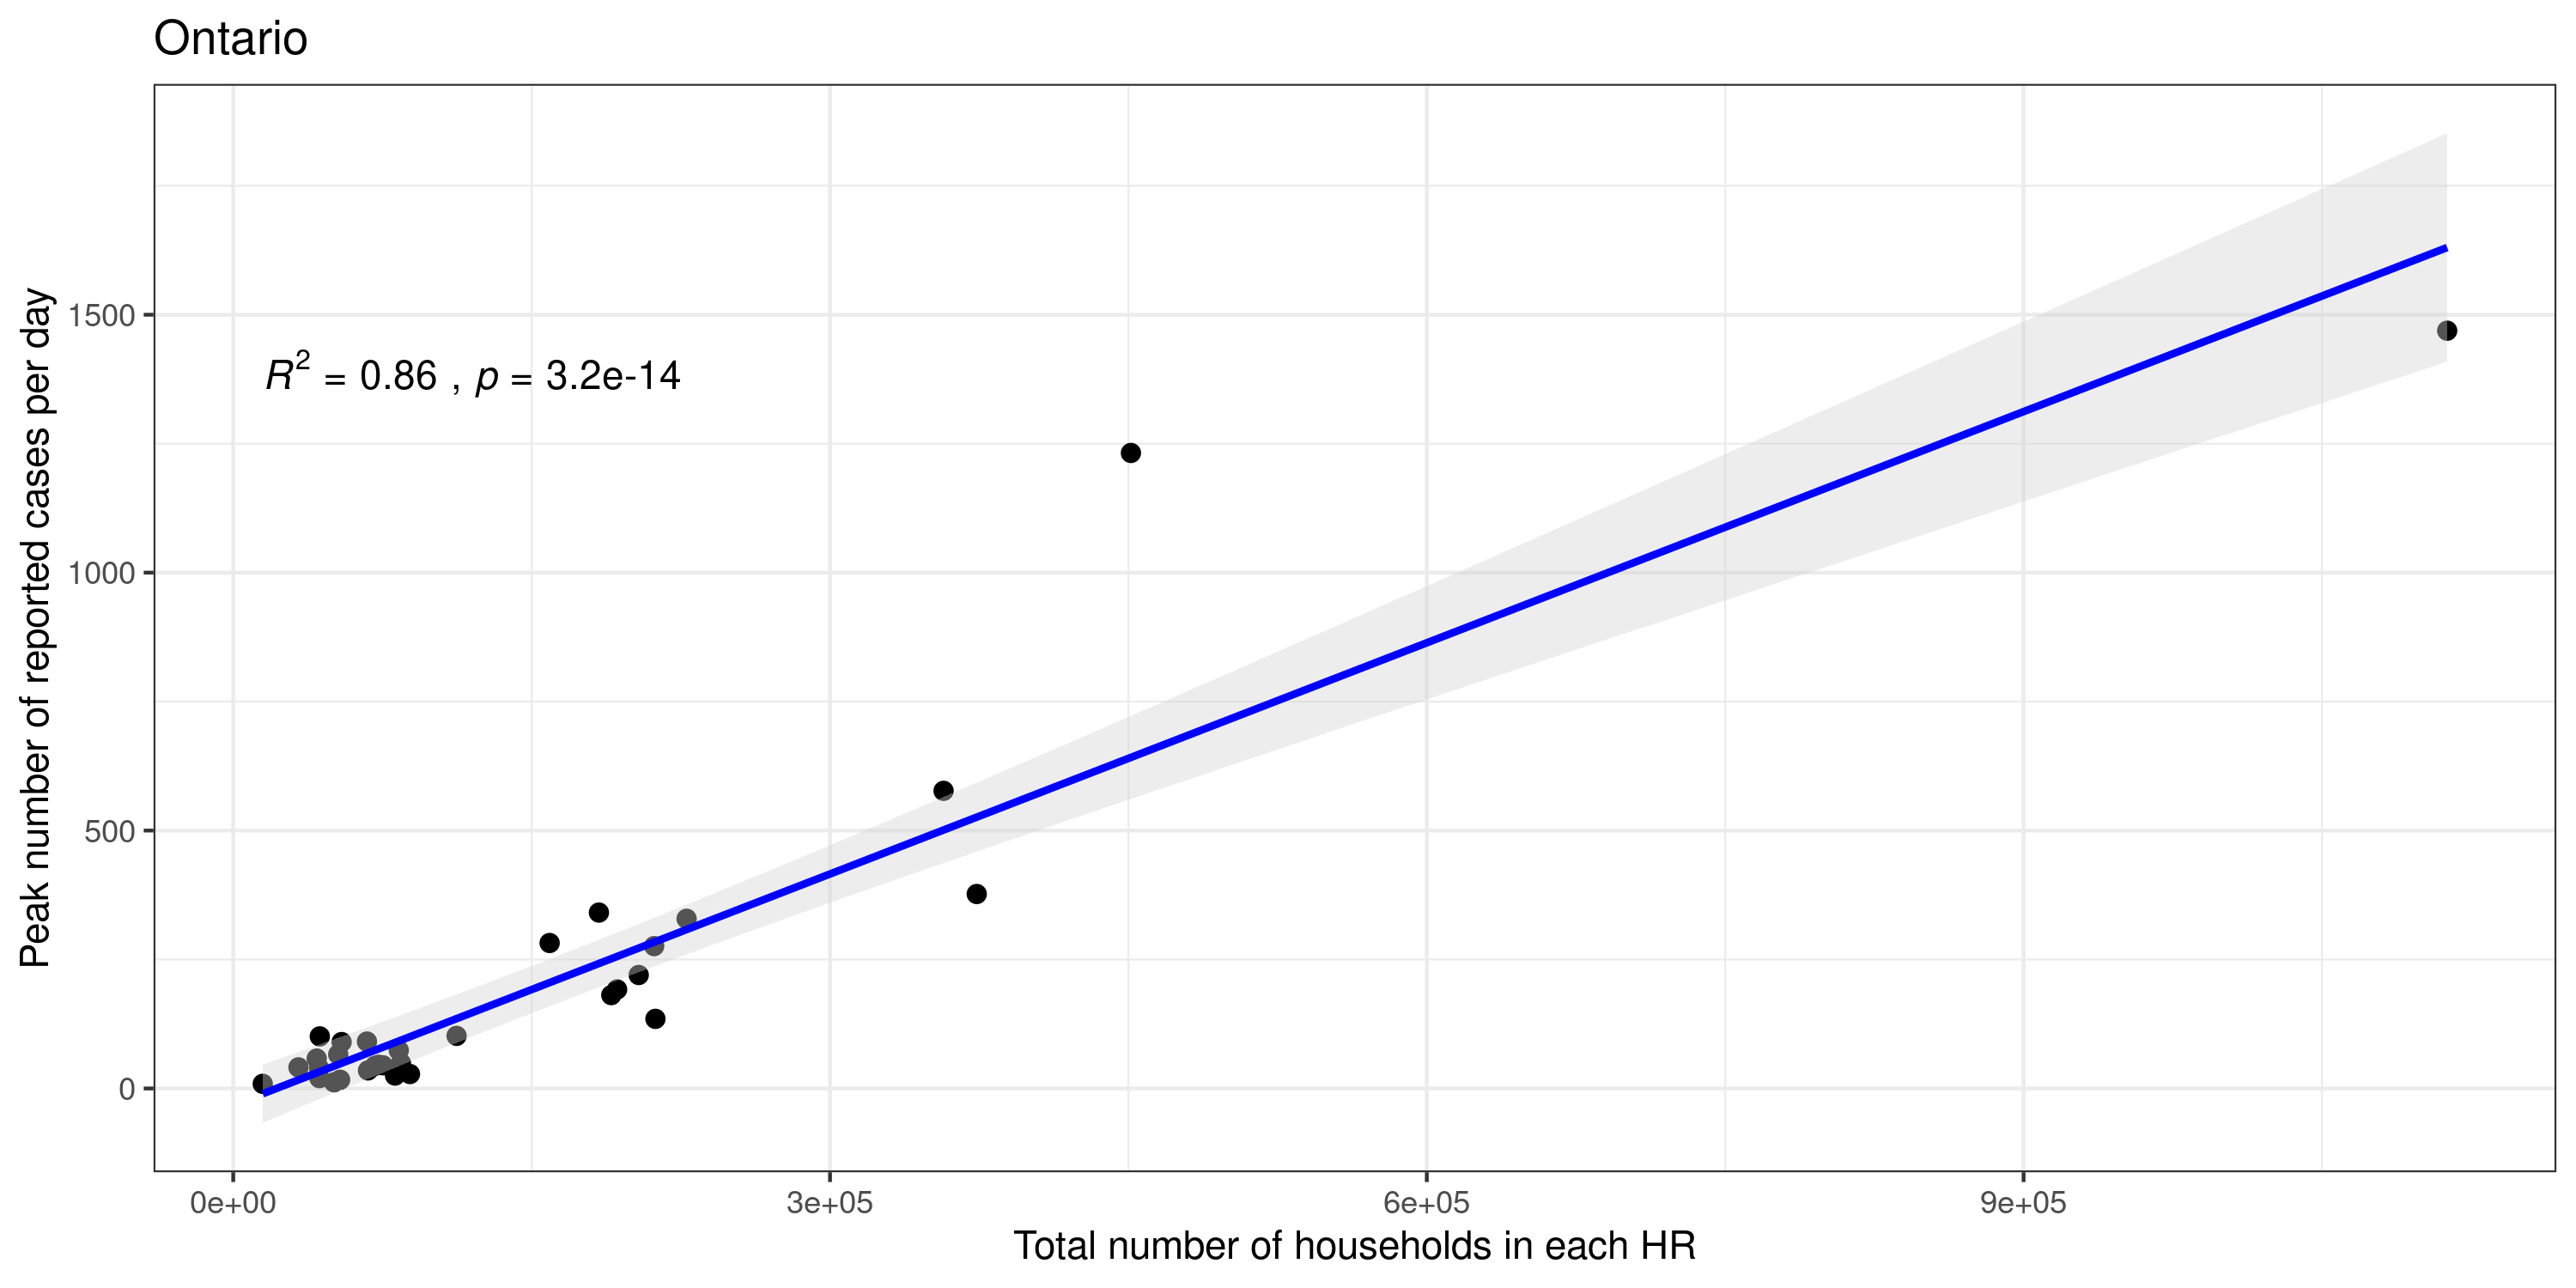 Ontario
Peak number of reported cases per day
1500
1000
500
0
R² = 0.86 , p = 3.2e-14
0e+00
3e+05
6e+05
9e+05
Total number of households in each HR